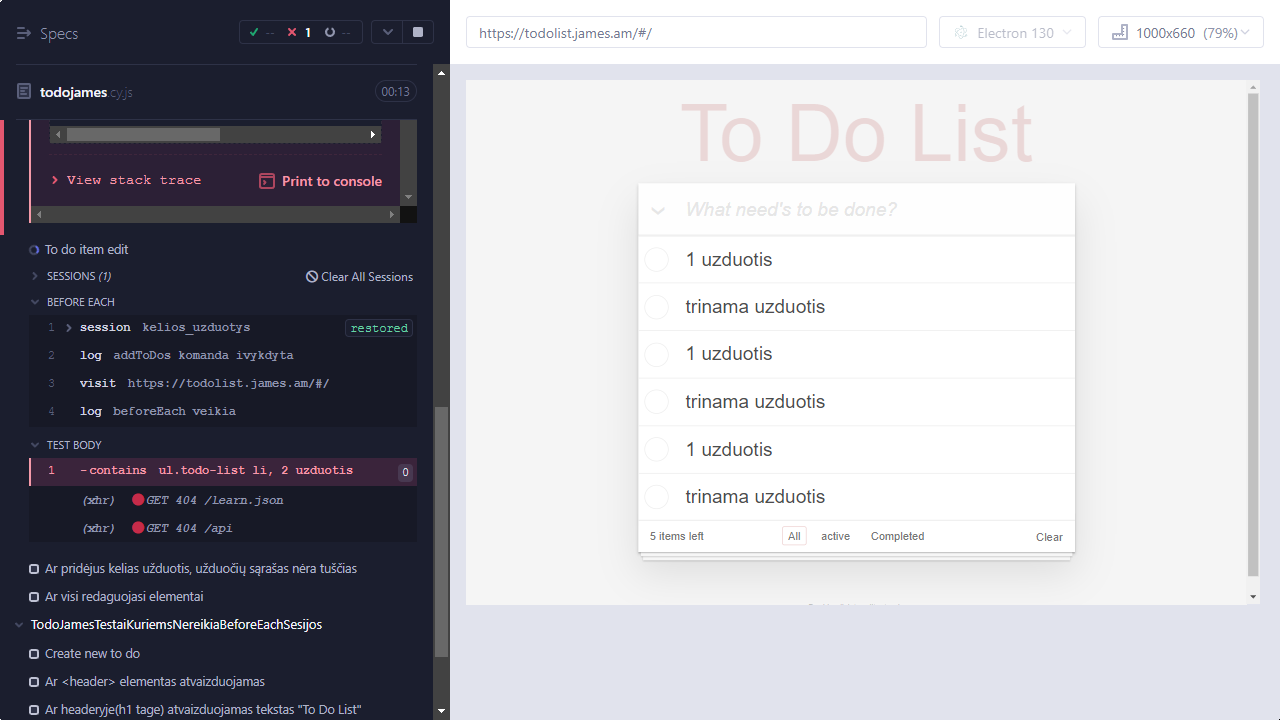 Specs
-- 1 --
todojames.cy.js
00:13
View stack trace
Print to console
To do item edit
SESSIONS (1)
Clear All Sessions
BEFORE EACH
1 session kelios_uzduotys restored
2 log addToDos komanda ivykdyta
3 visit https://todolist.james.am/#/
4 log beforeEach veikia
TEST BODY
1 -contains ul.todo-list li, 2 uzduotis 0
(xhr) GET 404 /learn.json
(xhr) GET 404 /api
Ar pridėjus kelias užduotis, užduočių sąrašas nėra tuščias
Ar visi redaguojasi elementai
TodoJamesTestaiKuriemsNereikiaBeforeEachSesijos
Create new to do
Ar <header> elementas atvaizduojamas
Ar headeryje(h1 tage) atvaizduojamas tekstas "To Do List"
https://todolist.james.am/#/
Electron 130
1000x660 (79%)
To Do List
What need's to be done?
1 uzduotis
trinama uzduotis
1 uzduotis
trinama uzduotis
1 uzduotis
trinama uzduotis
5 items left
All
active
Completed
Clear